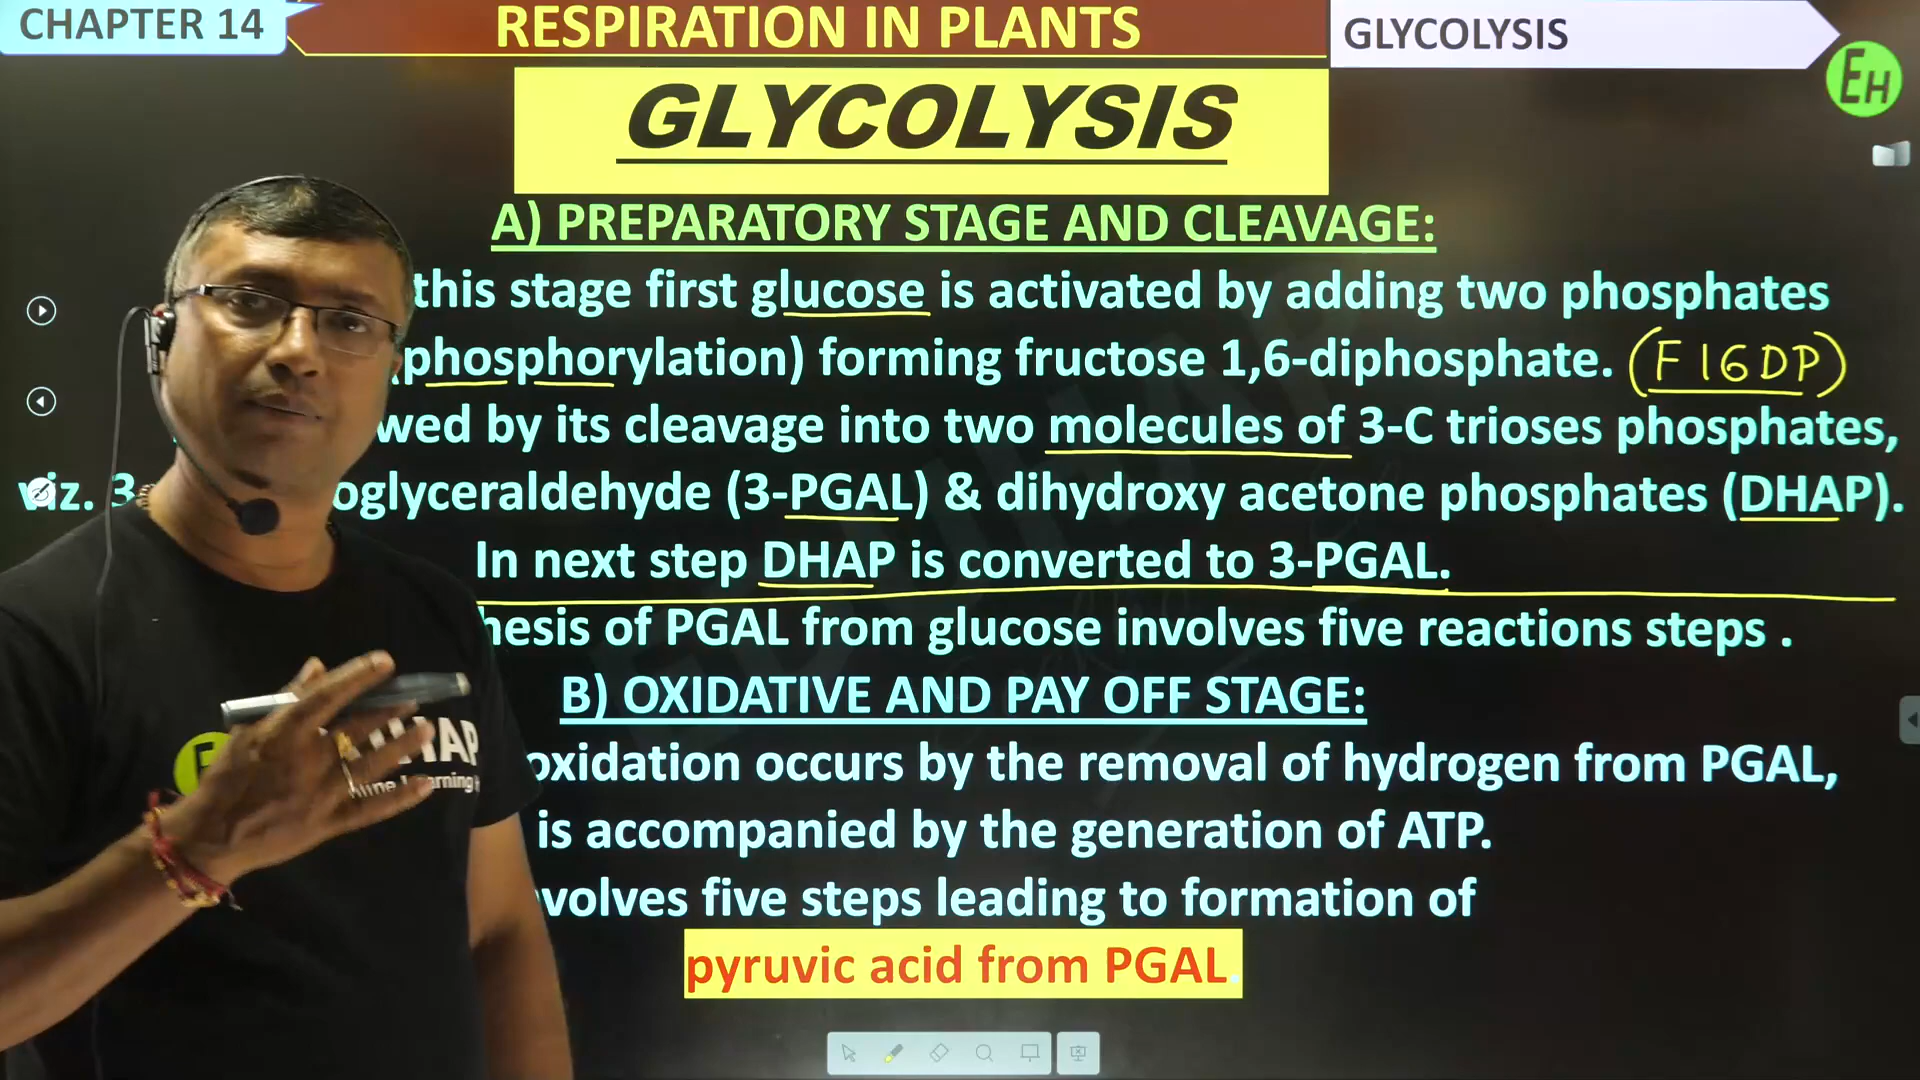 CHAPTER 14
RESPIRATION IN PLANTS
GLYCOLYSIS
EH
GLYCOLYSIS
A) PREPARATORY STAGE AND CLEAVAGE:
this stage first glucose is activated by adding two phosphates
(phosphorylation) forming fructose 1,6-diphosphate. (F 16 DP)
wed by its cleavage into two molecules of 3-C trioses phosphates,
viz. 3 oglyceraldehyde (3-PGAL) & dihydroxy acetone phosphates (DHAP).
In next step DHAP is converted to 3-PGAL.
hesis of PGAL from glucose involves five reactions steps .
B) OXIDATIVE AND PAY OFF STAGE:
oxidation occurs by the removal of hydrogen from PGAL,
is accompanied by the generation of ATP.
volves five steps leading to formation of
pyruvic acid from PGAL.